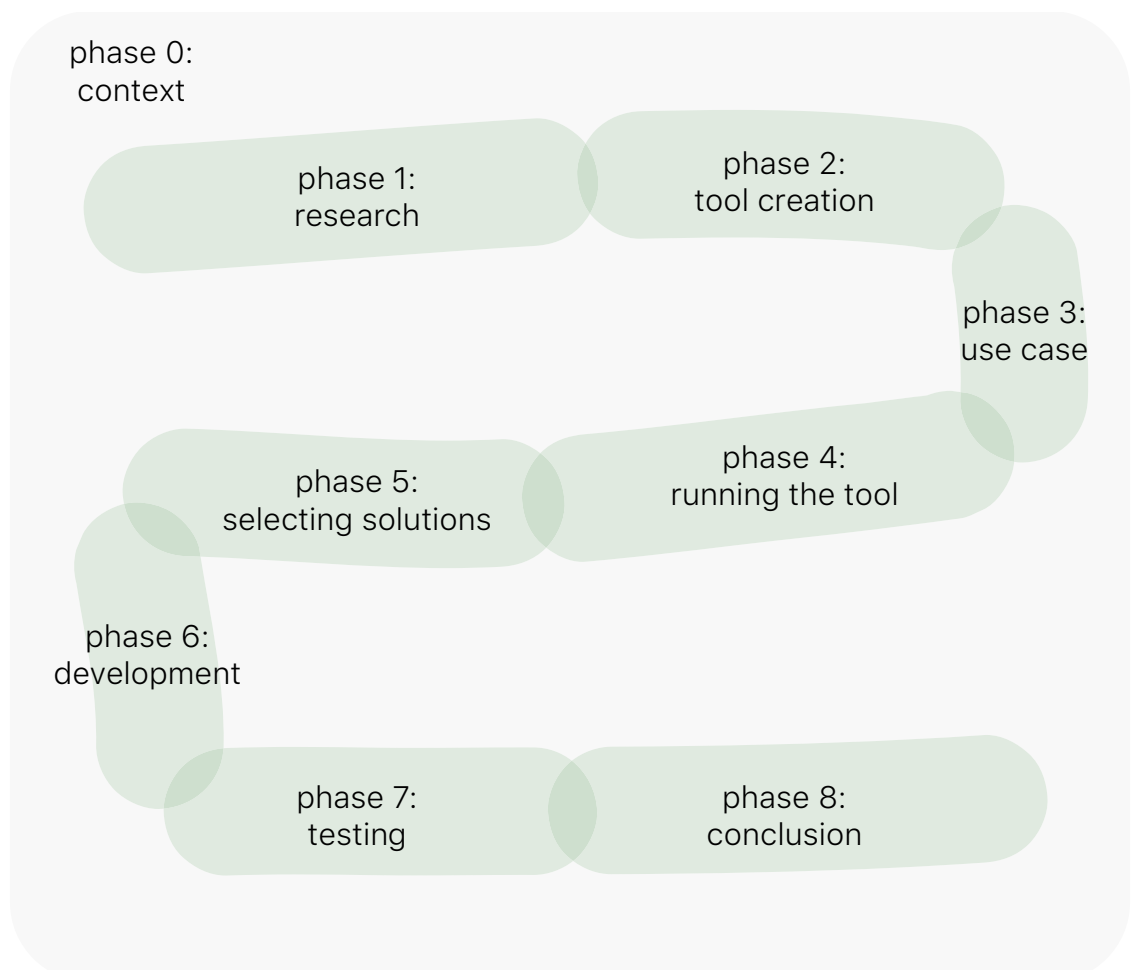 phase 0:
context
phase 1:
research
phase 2:
tool creation
phase 3:
use case
phase 4:
running the tool
phase 5:
selecting solutions
phase 6:
development
phase 7:
testing
phase 8:
conclusion